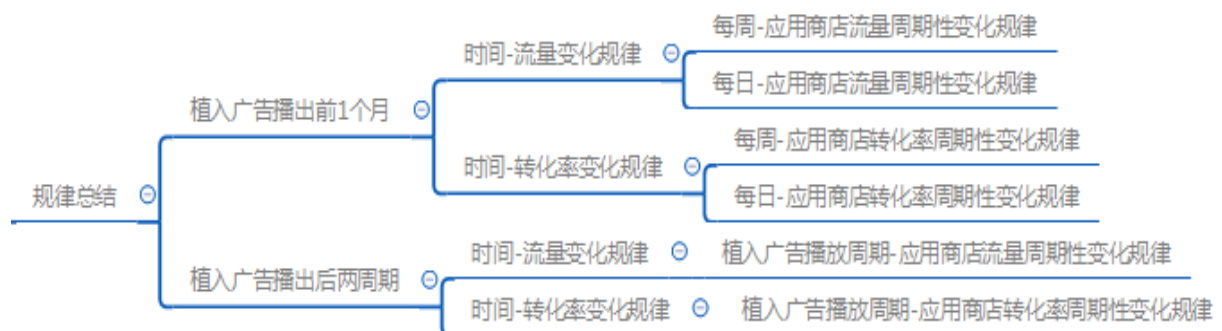 每周-应用商店流量周期性变化规律
时间-流量变化规律
每日-应用商店流量周期性变化规律
植入广告播出前1个月
每周-应用商店转化率周期性变化规律
时间-转化率变化规律
每日-应用商店转化率周期性变化规律
规律总结
时间-流量变化规律
植入广告播放周期-应用商店流量周期性变化规律
植入广告播出后两周期
时间-转化率变化规律
植入广告播放周期-应用商店转化率周期性变化规律